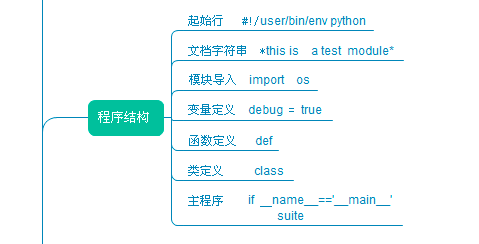 起始行 #!/user/bin/env python
文档字符串 *this is a test module*
模块导入 import os
程序结构
变量定义 debug = true
函数定义 def
类定义 class
主程序 if __name__=='__main__'
suite